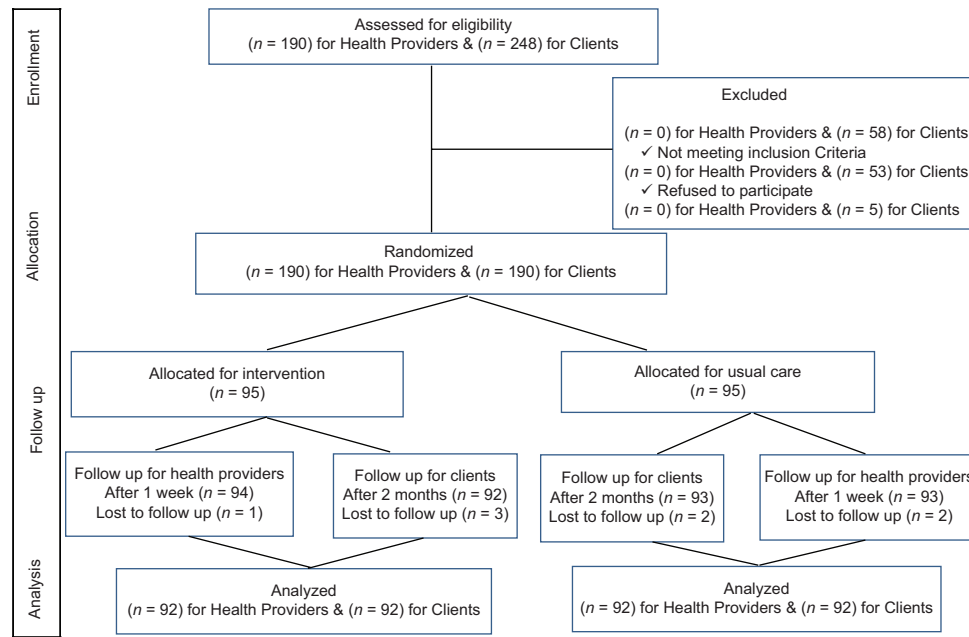 Enrollment
Assessed for eligibility
(n = 190) for Health Providers & (n = 248) for Clients
Excluded
(n = 0) for Health Providers & (n = 58) for Clients
✓ Not meeting inclusion Criteria
(n = 0) for Health Providers & (n = 53) for Clients
✓ Refused to participate
(n = 0) for Health Providers & (n = 5) for Clients
Allocation
Randomized
(n = 190) for Health Providers & (n = 190) for Clients
Allocated for intervention
(n = 95)
Allocated for usual care
(n = 95)
Follow up
Follow up for health providers
After 1 week (n = 94)
Lost to follow up (n = 1)
Follow up for clients
After 2 months (n = 92)
Lost to follow up (n = 3)
Follow up for clients
After 2 months (n = 93)
Lost to follow up (n = 2)
Follow up for health providers
After 1 week (n = 93)
Lost to follow up (n = 2)
Analysis
Analyzed
(n = 92) for Health Providers & (n = 92) for Clients
Analyzed
(n = 92) for Health Providers & (n = 92) for Clients